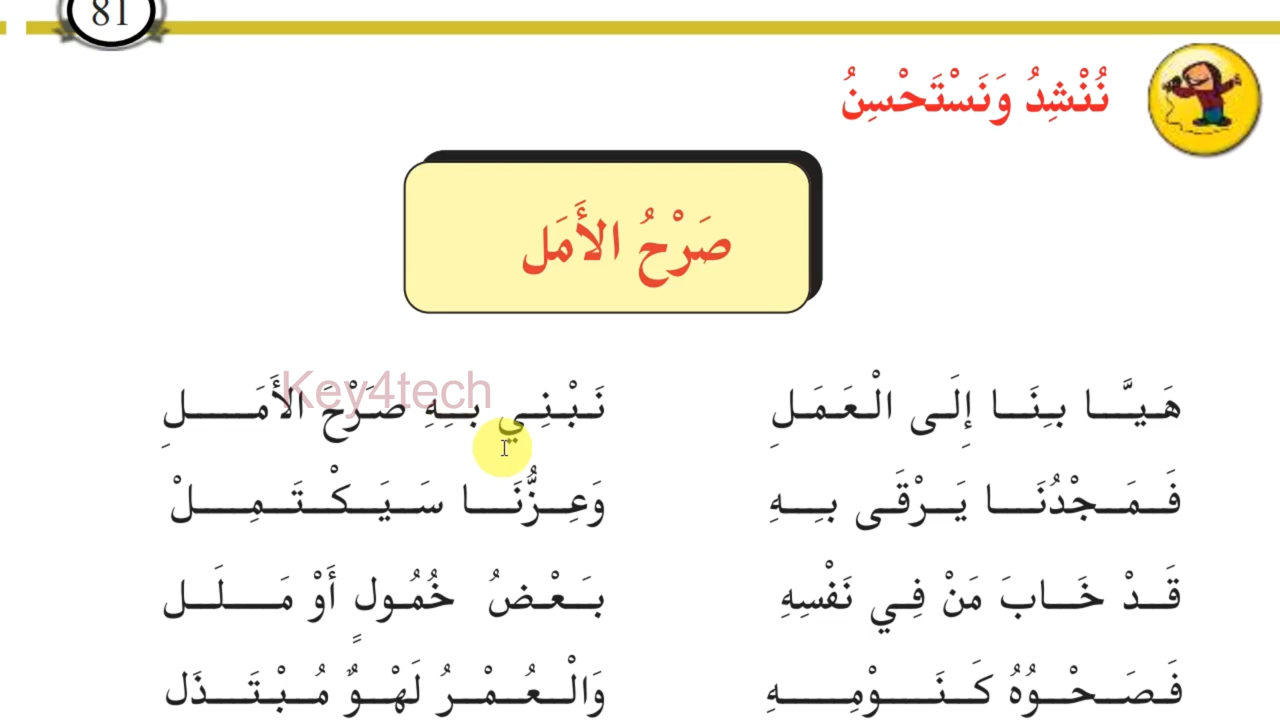 81
نُنْشِدُ وَنَسْتَحْسِنُ
صَرْحُ الأَمَل
Key4tech
هَيَّا بِنَا إِلَى الْعَمَلِ نَبْنِي بِهِ صَرْحَ الأَمَلِ
فَمَجْدُنَا يَرْقَى بِهِ وَعِزُّنَا سَيَكْتَمِلْ
قَدْ خَابَ مَنْ فِي نَفْسِهِ بَعْضُ خُمُولٍ أَوْ مَلَل
فَصَحْوُهُ كَنَوْمِهِ وَالْعُمْرُ لَهْوٌ مُبْتَذَل